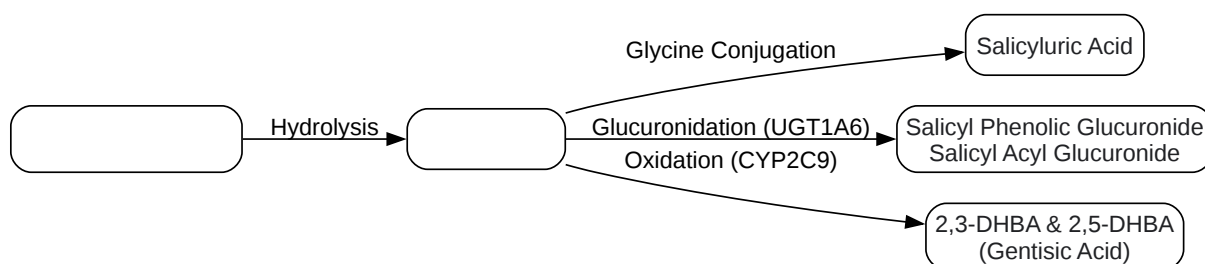 Glycine Conjugation
Salicyluric Acid
Hydrolysis
Glucuronidation (UGT1A6)
Salicyl Phenolic Glucuronide
Salicyl Acyl Glucuronide
Oxidation (CYP2C9)
2,3-DHBA & 2,5-DHBA
(Gentisic Acid)